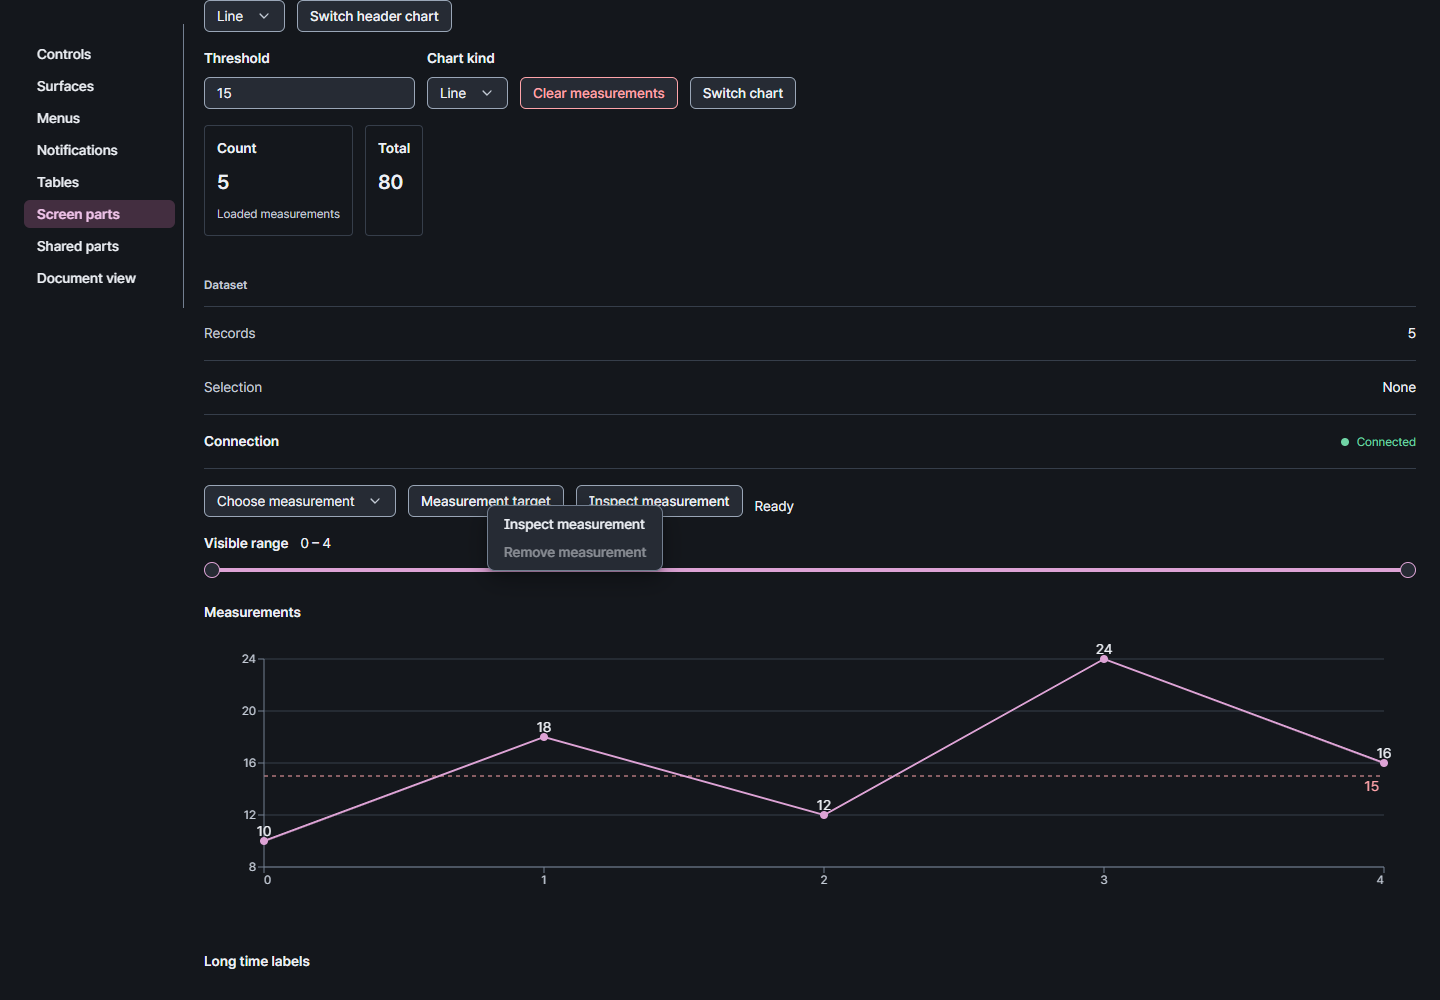 Line
Switch header chart
Controls
Surfaces
Menus
Notifications
Tables
Screen parts
Shared parts
Document view
Threshold
Chart kind
15
Line
Clear measurements
Switch chart
Count
5
Loaded measurements
Total
80
Dataset
Records
5
Selection
None
Connection
Connected
Choose measurement
Measurement target
Inspect measurement
Ready
Inspect measurement
Remove measurement
Visible range 0 – 4
Measurements
24
20
16
12
8
10
18
12
24
16
15
0
1
2
3
4
Long time labels